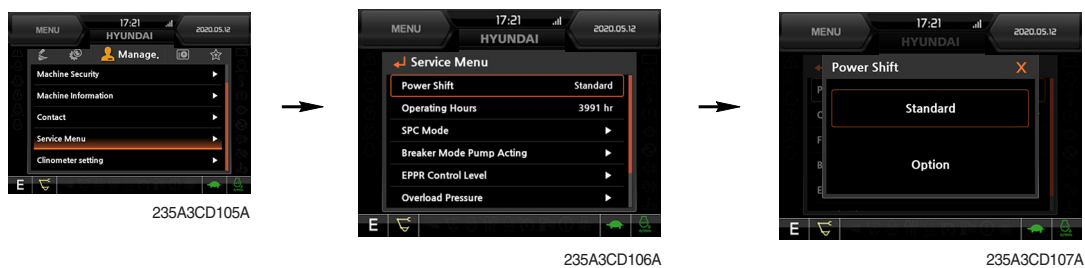 MENU
17:21
HYUNDAI
2020.05.12
Manage.
Machine Security
Machine Information
Contact
Service Menu
Clinometer setting
E
235A3CD105A
MENU
17:21
HYUNDAI
2020.05.12
Service Menu
Power Shift Standard
Operating Hours 3991 hr
SPC Mode
Breaker Mode Pump Acting
EPPR Control Level
Overload Pressure
E
235A3CD106A
MENU
17:21
HYUNDAI
2020.05.12
Power Shift X
Standard
Option
E
235A3CD107A